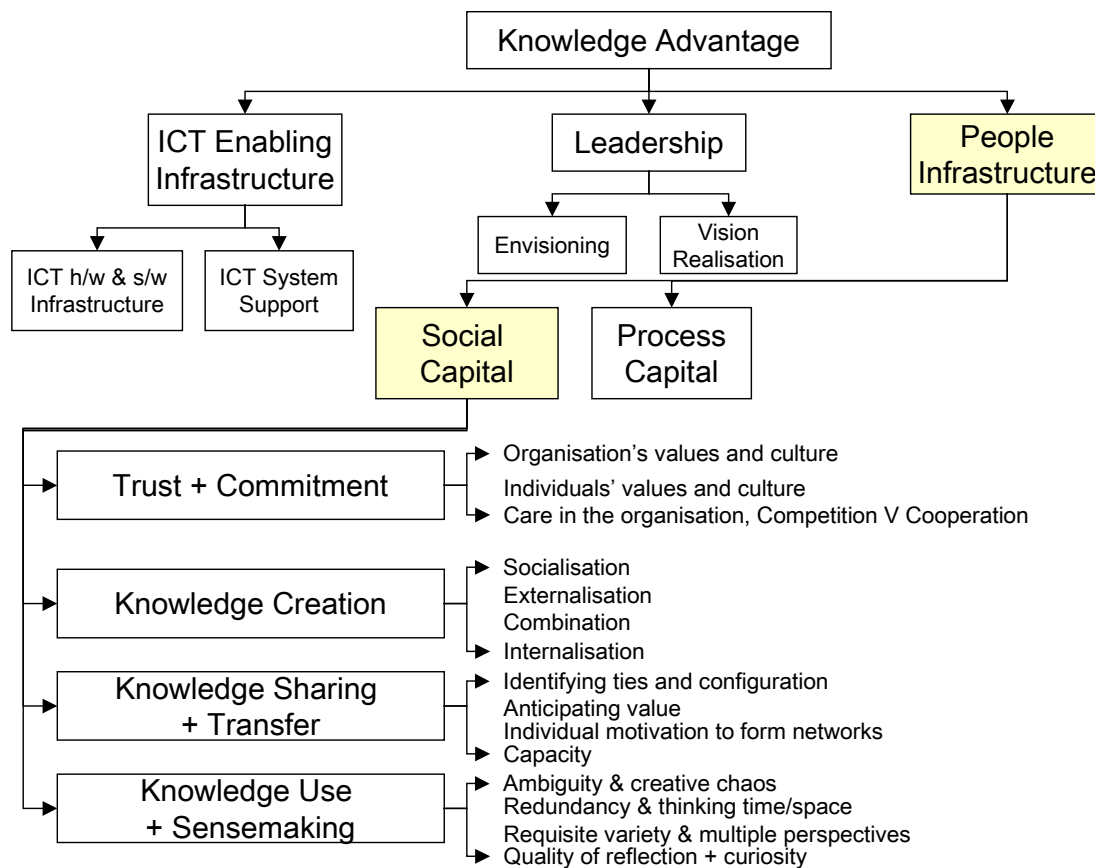 Knowledge Advantage
ICT Enabling
Infrastructure
Leadership
People
Infrastructure
Envisioning
Vision
Realisation
ICT h/w & s/w
Infrastructure
ICT System
Support
Social
Capital
Process
Capital
Trust + Commitment
Organisation’s values and culture
Individuals’ values and culture
Care in the organisation, Competition V Cooperation
Knowledge Creation
Socialisation
Externalisation
Combination
Internalisation
Knowledge Sharing
+ Transfer
Identifying ties and configuration
Anticipating value
Individual motivation to form networks
Capacity
Knowledge Use
+ Sensemaking
Ambiguity & creative chaos
Redundancy & thinking time/space
Requisite variety & multiple perspectives
Quality of reflection + curiosity